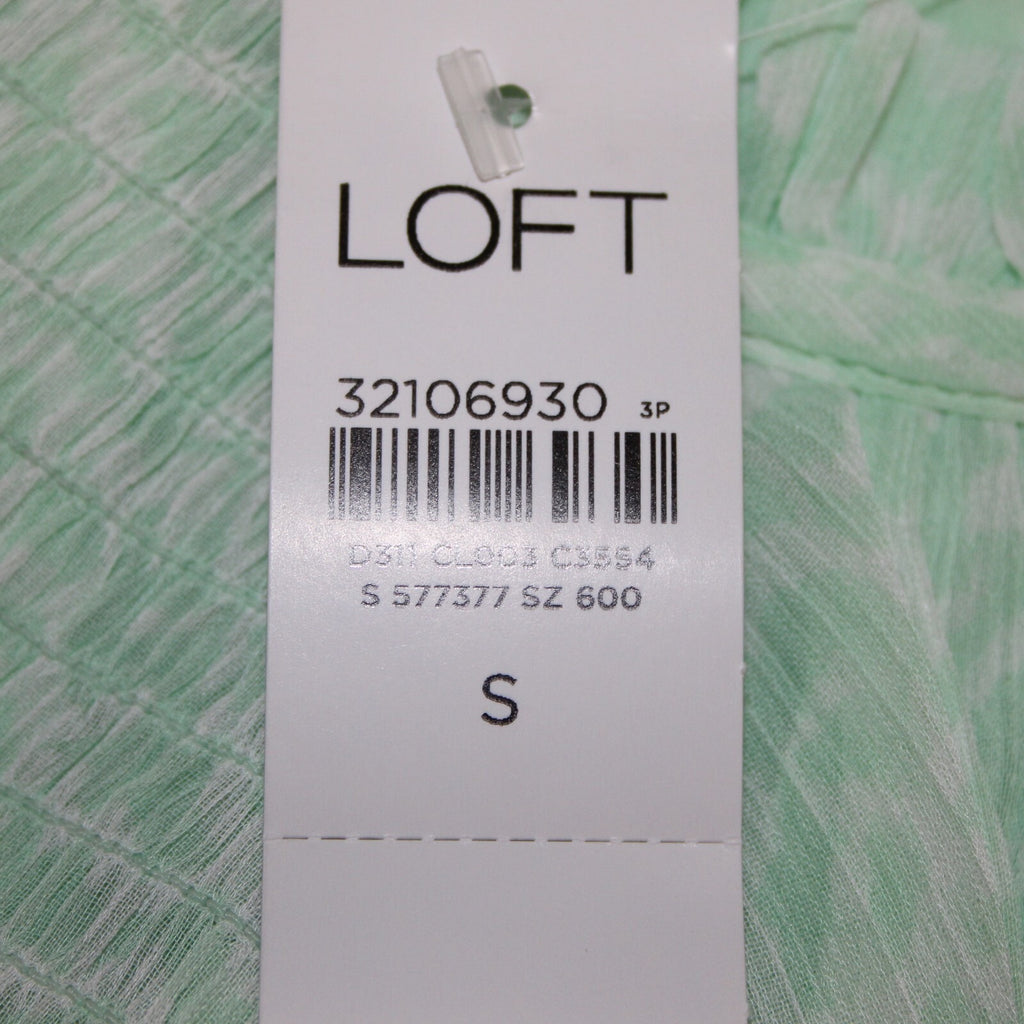 LOFT
32106930 3P
D311 CL003 C3554
S 577377 SZ 600
S